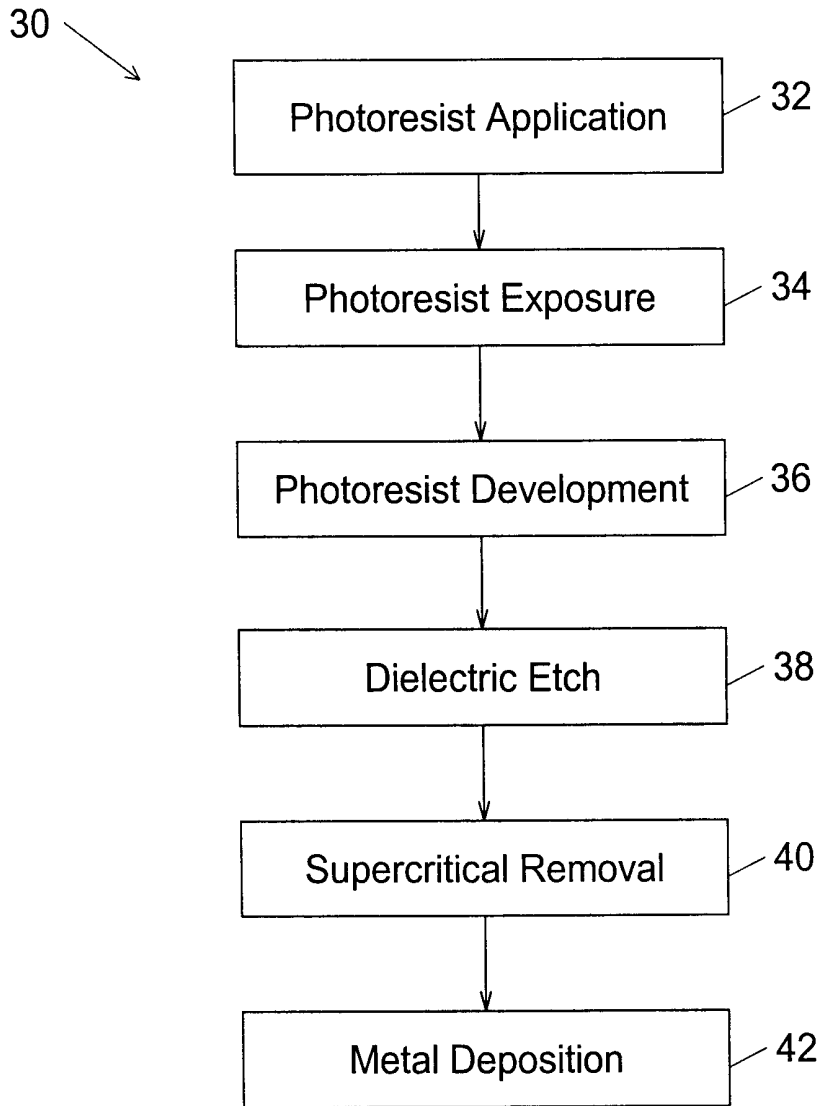 30
Photoresist Application
32
Photoresist Exposure
34
Photoresist Development
36
Dielectric Etch
38
Supercritical Removal
40
Metal Deposition
42